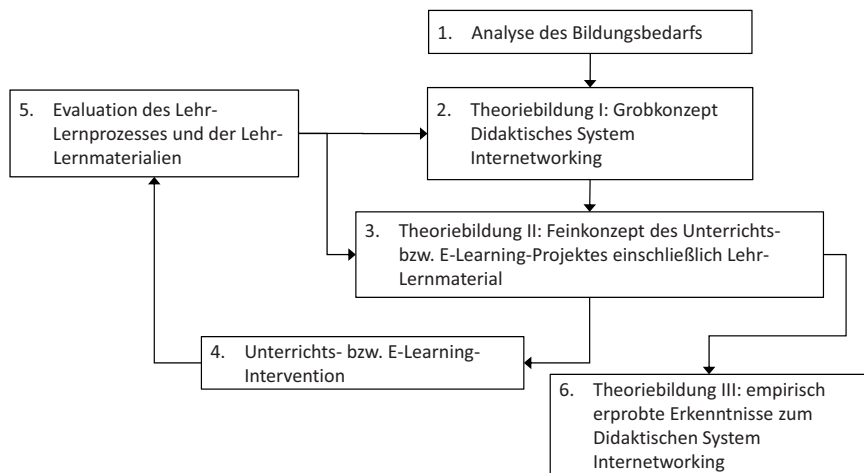 1. Analyse des Bildungsbedarfs
2. Theoriebildung I: Grobkonzept
Didaktisches System
Internetworking
3. Theoriebildung II: Feinkonzept des Unterrichts-
bzw. E-Learning-Projektes einschließlich Lehr-
Lernmaterial
4. Unterrichts- bzw. E-Learning-
Intervention
5. Evaluation des Lehr-
Lernprozesses und der Lehr-
Lernmaterialien
6. Theoriebildung III: empirisch
erprobte Erkenntnisse zum
Didaktischen System
Internetworking